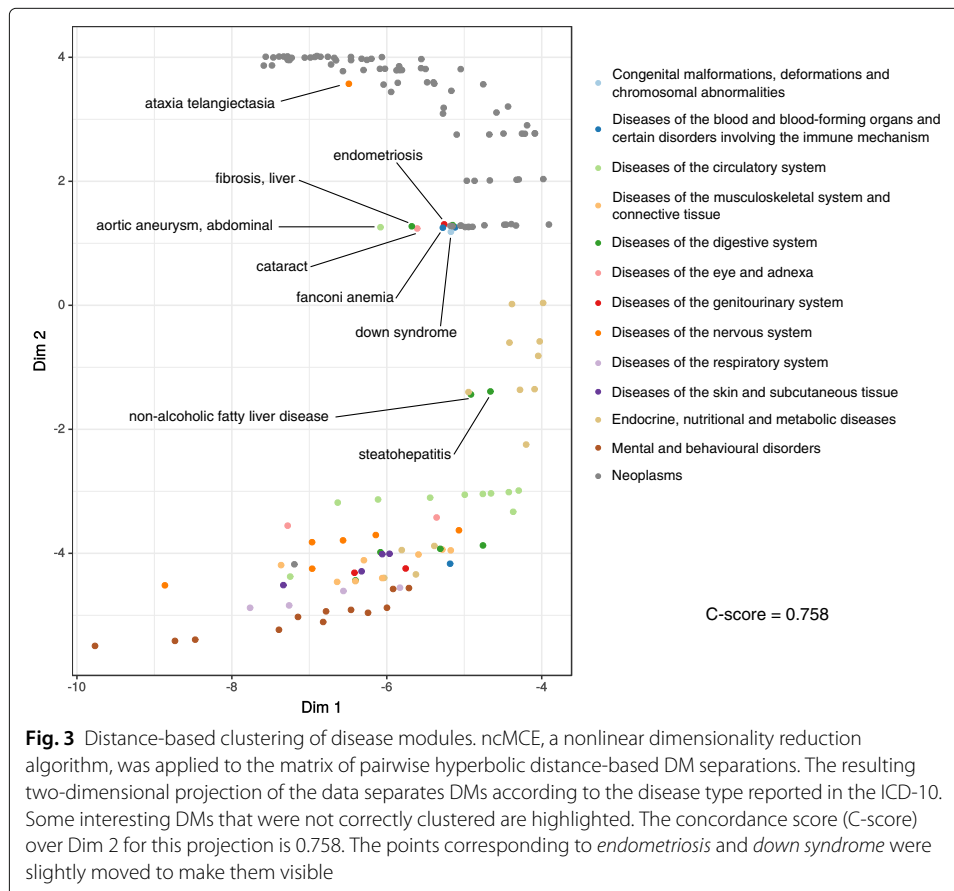 4
2
0
-2
-4
Dim 2
-10
-8
-6
-4
Dim 1
ataxia telangiectasia
endometriosis
fibrosis, liver
aortic aneurysm, abdominal
cataract
fanconi anemia
down syndrome
non-alcoholic fatty liver disease
steatohepatitis
Congenital malformations, deformations and
chromosomal abnormalities
Diseases of the blood and blood-forming organs and
certain disorders involving the immune mechanism
Diseases of the circulatory system
Diseases of the musculoskeletal system and
connective tissue
Diseases of the digestive system
Diseases of the eye and adnexa
Diseases of the genitourinary system
Diseases of the nervous system
Diseases of the respiratory system
Diseases of the skin and subcutaneous tissue
Endocrine, nutritional and metabolic diseases
Mental and behavioural disorders
Neoplasms
C-score = 0.758
Fig. 3 Distance-based clustering of disease modules. ncMCE, a nonlinear dimensionality reduction
algorithm, was applied to the matrix of pairwise hyperbolic distance-based DM separations. The resulting
two-dimensional projection of the data separates DMs according to the disease type reported in the ICD-10.
Some interesting DMs that were not correctly clustered are highlighted. The concordance score (C-score)
over Dim 2 for this projection is 0.758. The points corresponding to endometriosis and down syndrome were
slightly moved to make them visible